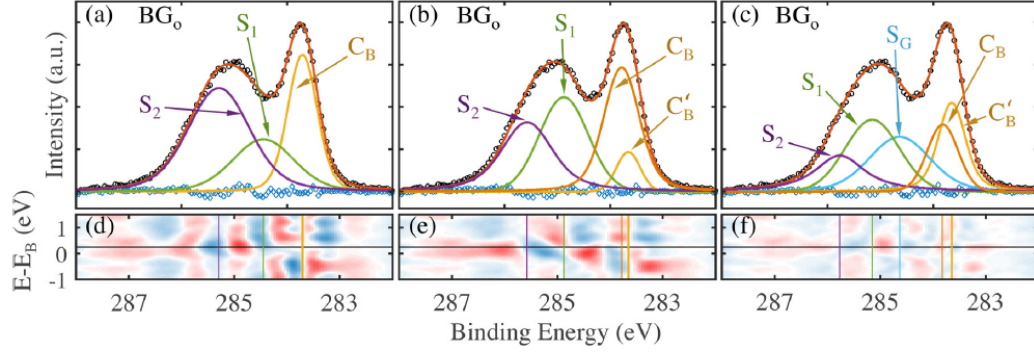 (a) BG₀ S₁ C_B S₂
(b) BG₀ S₁ C_B C'_B S₂
(c) BG₀ S_G C_B S₁ C'_B S₂
Intensity (a.u.)
(d) (e) (f)
E-E_B (eV)
1
0
-1
287 285 283 287 285 283 287 285 283
Binding Energy (eV)